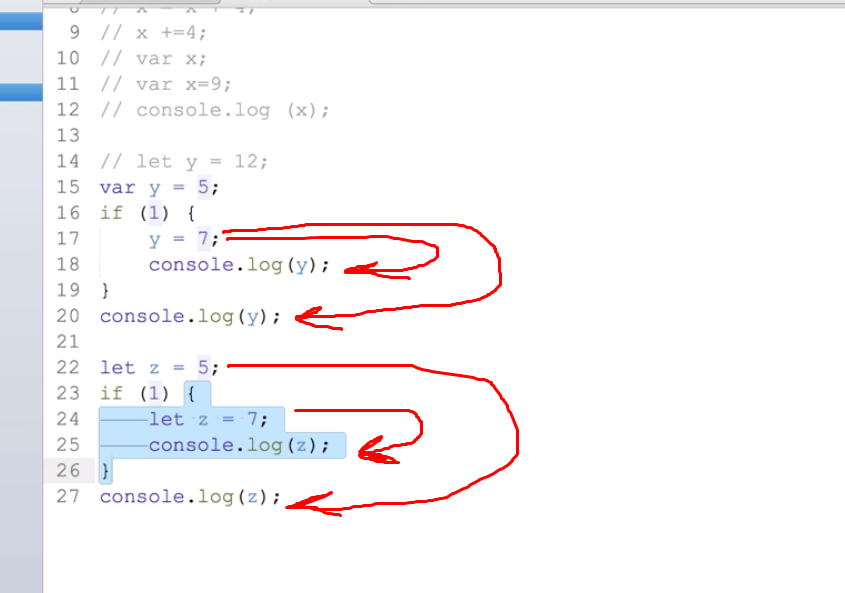 8 // x = x + 4;
9 // x +=4;
10 // var x;
11 // var x=9;
12 // console.log (x);
13
14 // let y = 12;
15 var y = 5;
16 if (1) {
17 y = 7;
18 console.log(y);
19 }
20 console.log(y);
21
22 let z = 5;
23 if (1) {
24 let z = 7;
25 console.log(z);
26 }
27 console.log(z);